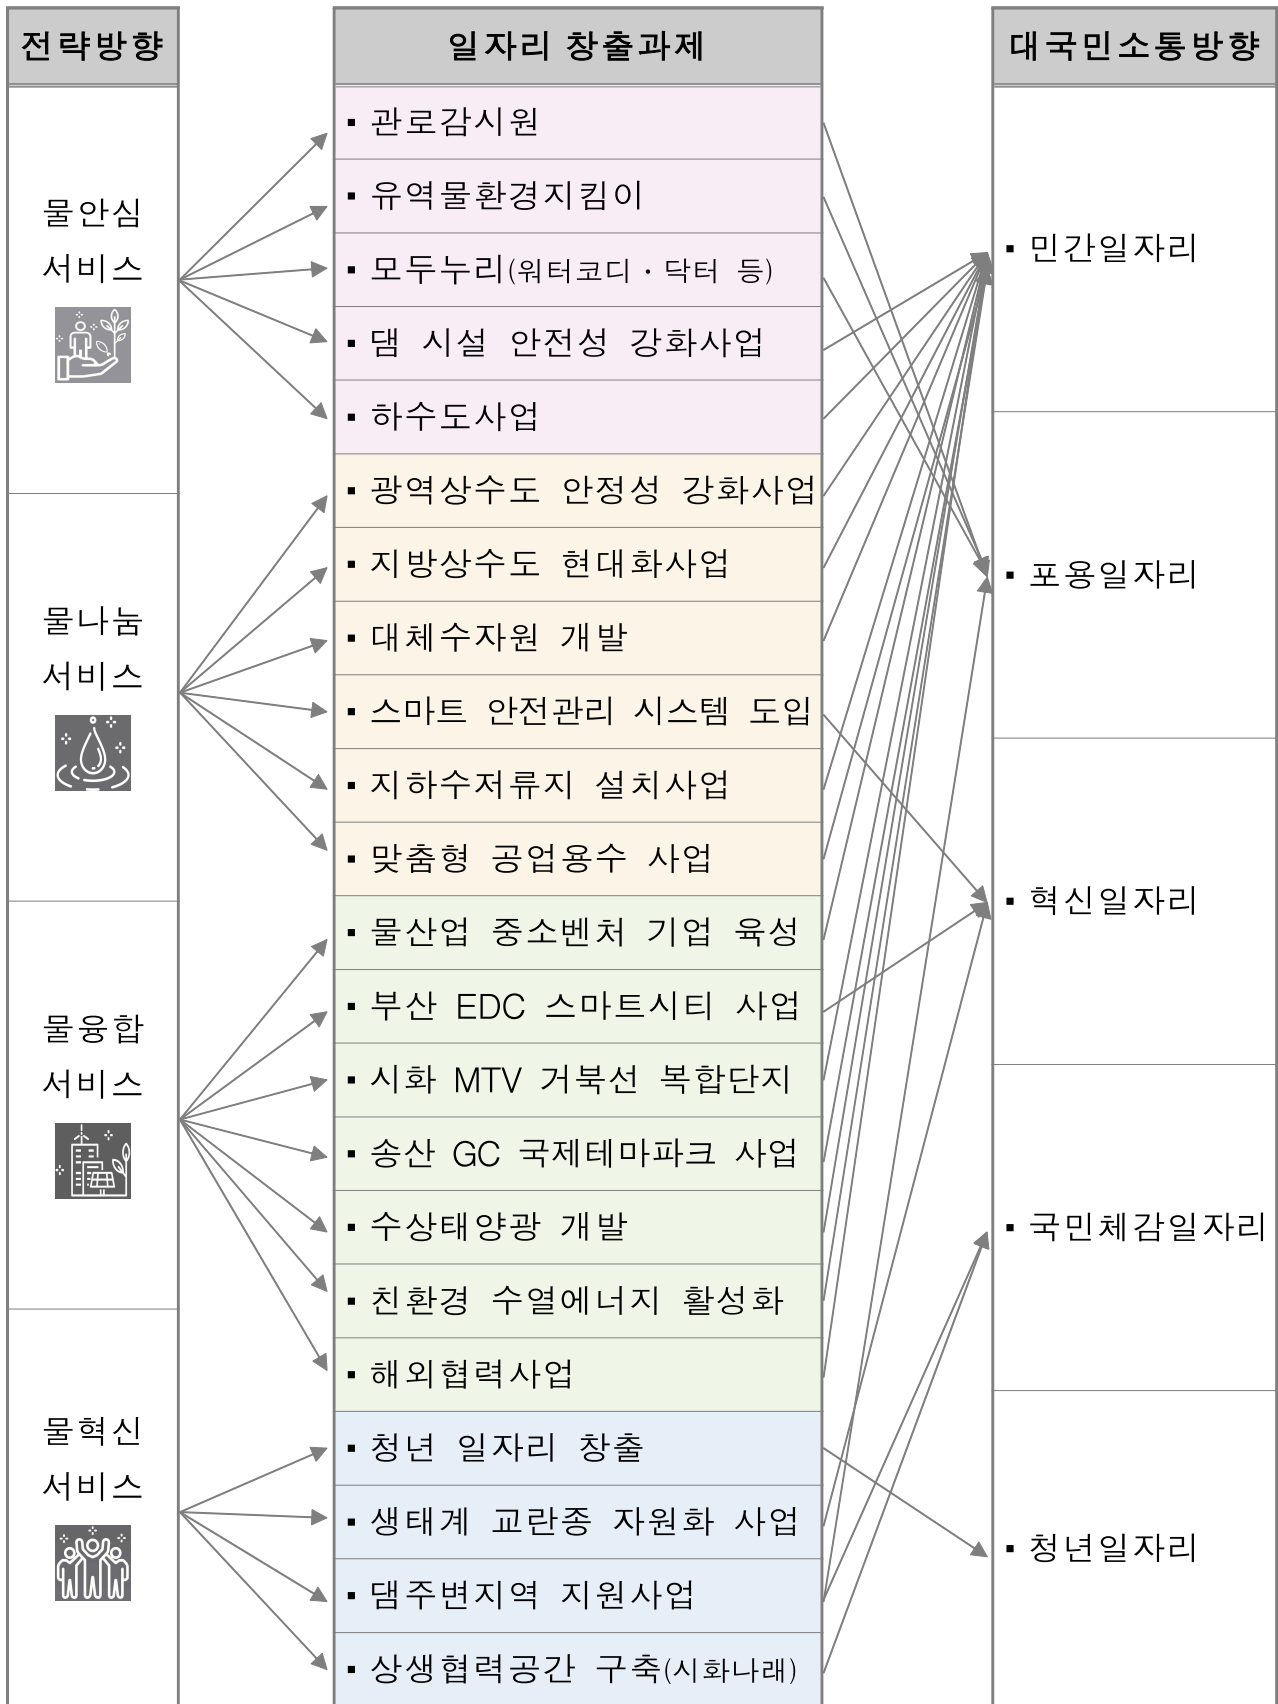 전략방향
물안심
서비스
물나눔
서비스
물융합
서비스
물혁신
서비스
일자리 창출과제
▪ 관로감시원
▪ 유역물환경지킴이
▪ 모두누리(워터코디・닥터 등)
▪ 댐 시설 안전성 강화사업
▪ 하수도사업
▪ 광역상수도 안정성 강화사업
▪ 지방상수도 현대화사업
▪ 대체수자원 개발
▪ 스마트 안전관리 시스템 도입
▪ 지하수저류지 설치사업
▪ 맞춤형 공업용수 사업
▪ 물산업 중소벤처 기업 육성
▪ 부산 EDC 스마트시티 사업
▪ 시화 MTV 거북선 복합단지
▪ 송산 GC 국제테마파크 사업
▪ 수상태양광 개발
▪ 친환경 수열에너지 활성화
▪ 해외협력사업
▪ 청년 일자리 창출
▪ 생태계 교란종 자원화 사업
▪ 댐주변지역 지원사업
▪ 상생협력공간 구축(시화나래)
대국민소통방향
▪ 민간일자리
▪ 포용일자리
▪ 혁신일자리
▪ 국민체감일자리
▪ 청년일자리